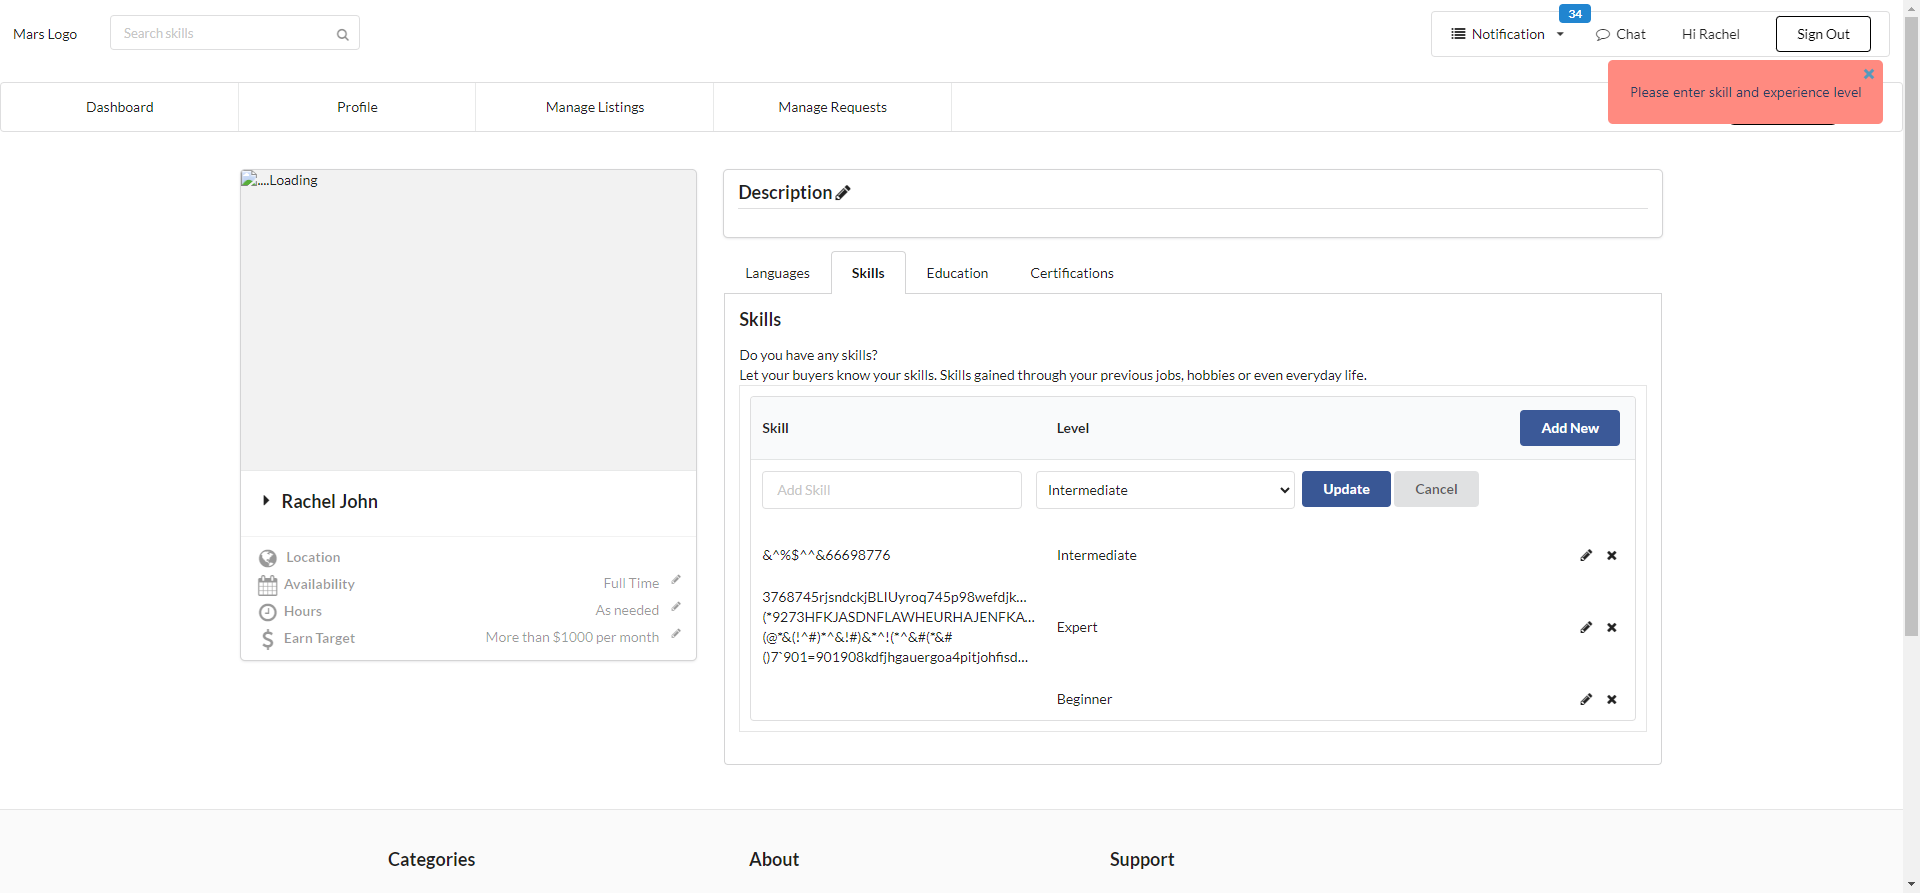 Mars Logo
Search skills
Notification
34
Chat
Hi Rachel
Sign Out
Please enter skill and experience level
Dashboard
Profile
Manage Listings
Manage Requests
....Loading
Rachel John
Location
Availability
Full Time
Hours
As needed
Earn Target
More than $1000 per month
Description
Languages
Skills
Education
Certifications
Skills
Do you have any skills?
Let your buyers know your skills. Skills gained through your previous jobs, hobbies or even everyday life.
Skill
Level
Add New
Add Skill
Intermediate
Update
Cancel
&^%$^^&66698776
Intermediate
3768745rjsndckjBLIUyroq745p98wefdjk...
(*9273HFKJASDNFLAWHEURHAJENFKA...
(@*&(!^#)*^&!#)&*^!(*^&#(*&#
()7`901=901908kdfjhgauergoa4pitjohfisd...
Expert
Beginner
Categories
About
Support